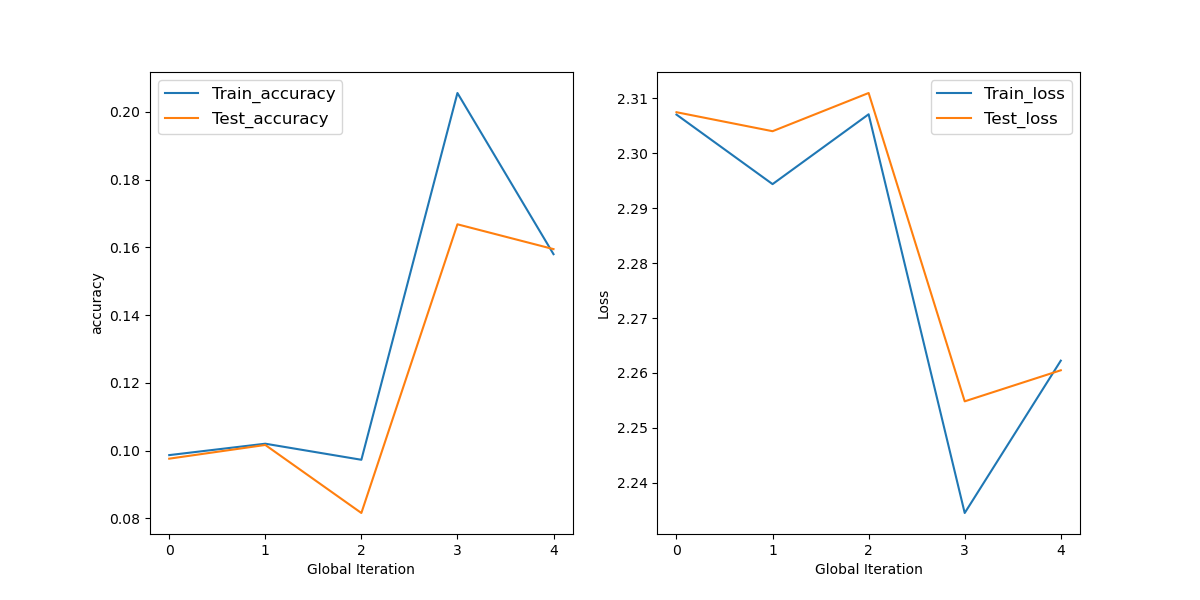 Train_accuracy
Test_accuracy
0.20
0.18
0.16
0.14
0.12
0.10
0.08
accuracy
0 1 2 3 4
Global Iteration
Train_loss
Test_loss
2.31
2.30
2.29
2.28
2.27
2.26
2.25
2.24
Loss
0 1 2 3 4
Global Iteration